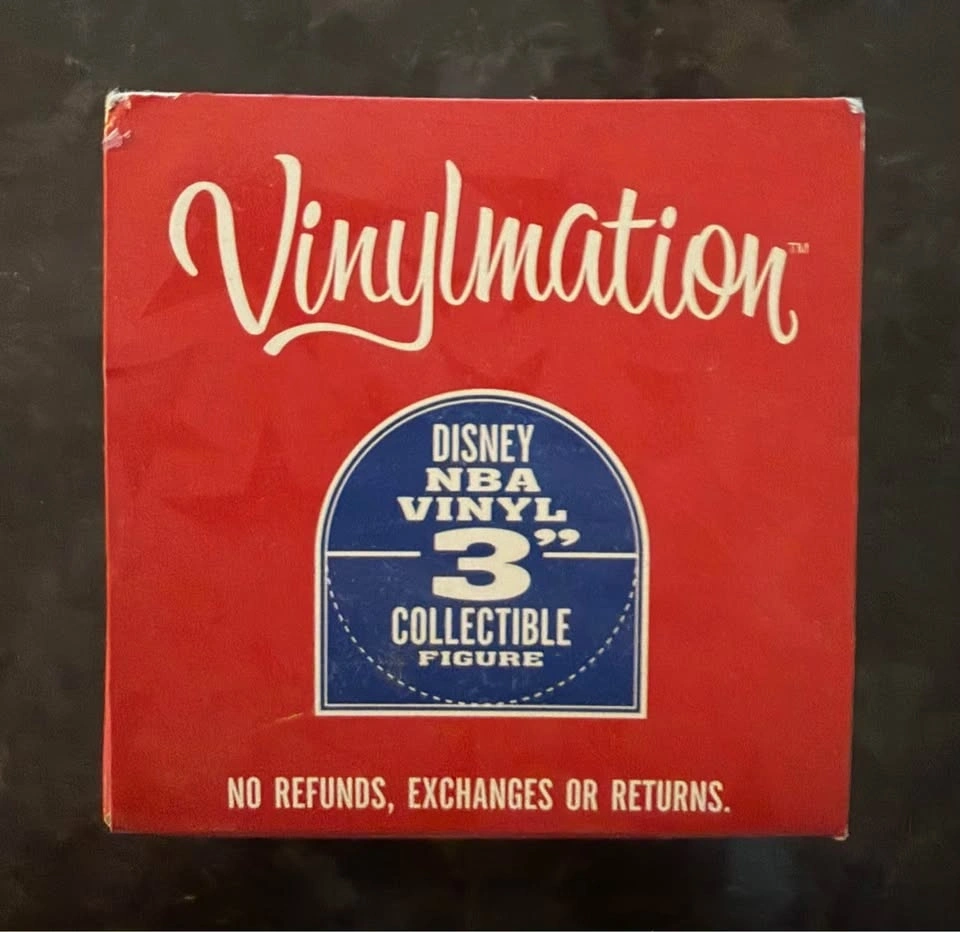 Vinylmation™
DISNEY
NBA
VINYL
3”
COLLECTIBLE
FIGURE
NO REFUNDS, EXCHANGES OR RETURNS.